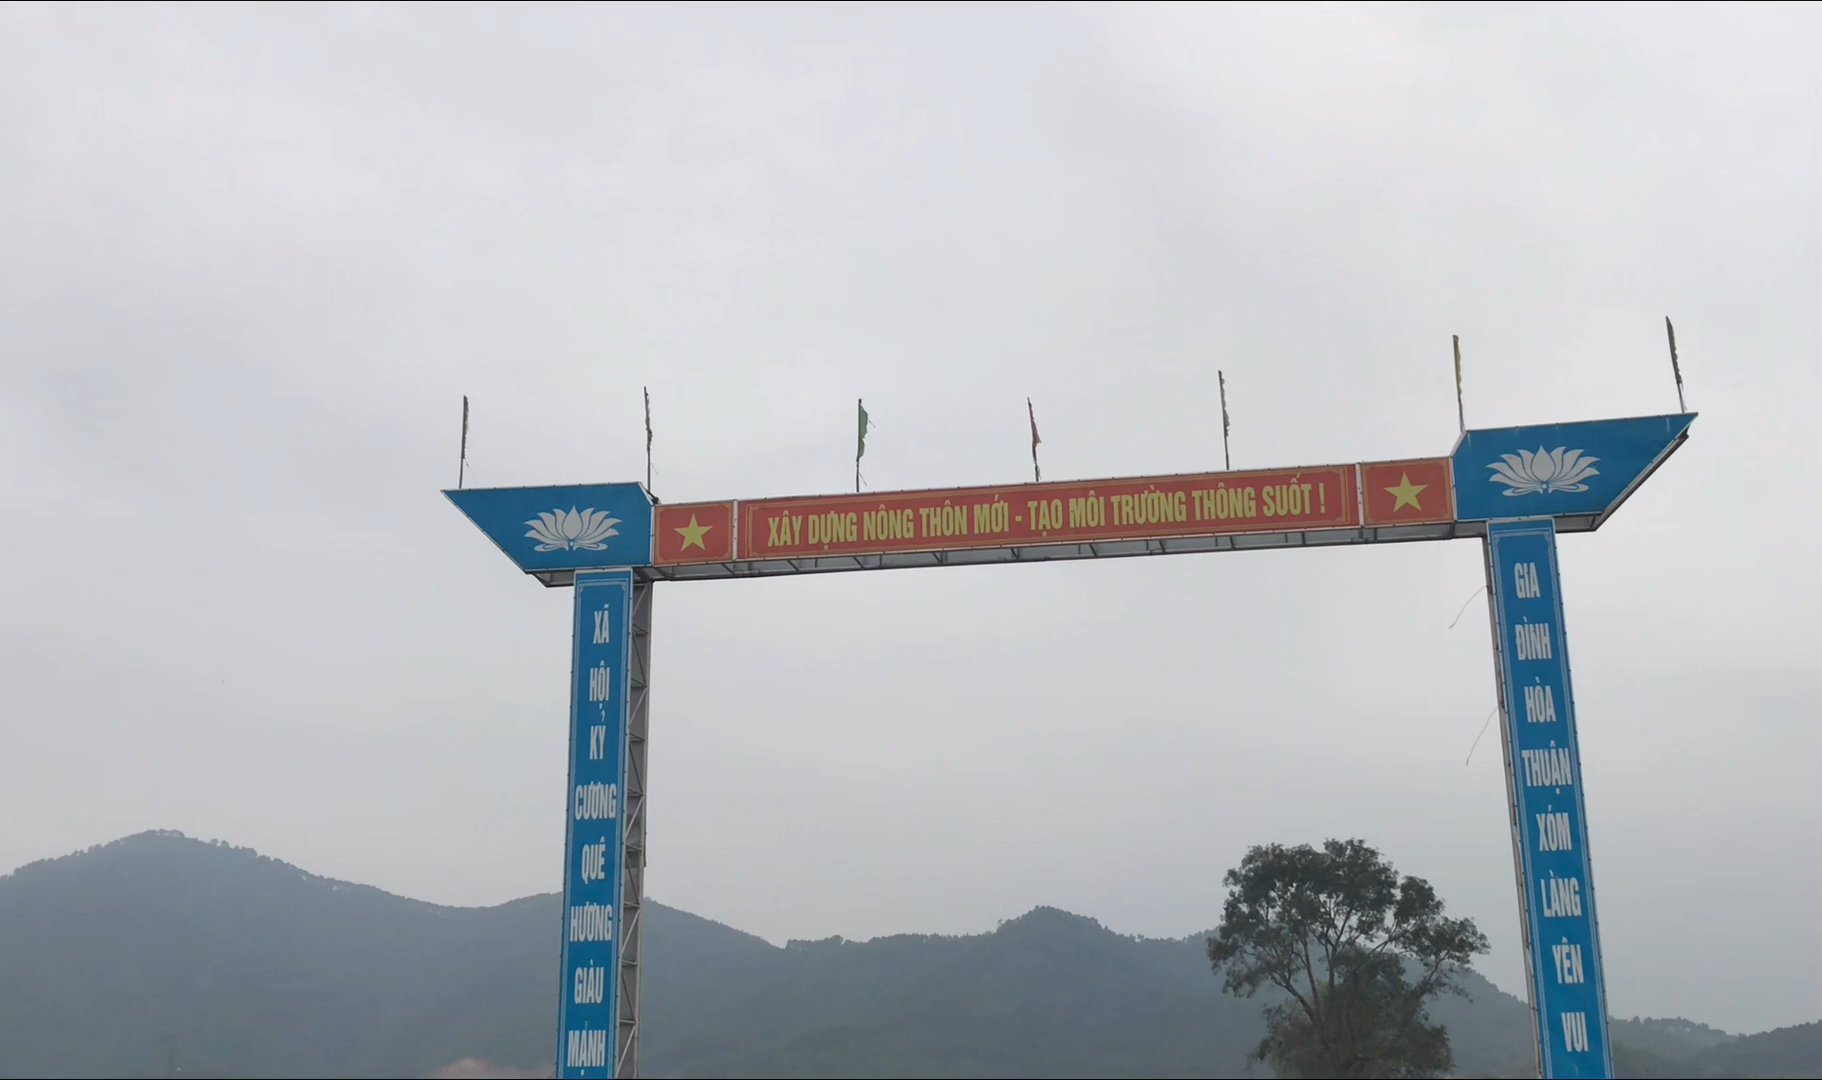 XÂY DỰNG NÔNG THÔN MỚI - TẠO MÔI TRƯỜNG THÔNG SUỐT !
XÃ
HỘI
KỶ
CƯƠNG
QUÊ
HƯƠNG
GIÀU
MẠNH
GIA
ĐÌNH
HÒA
THUẬN
XÓM
LÀNG
YÊN
VUI